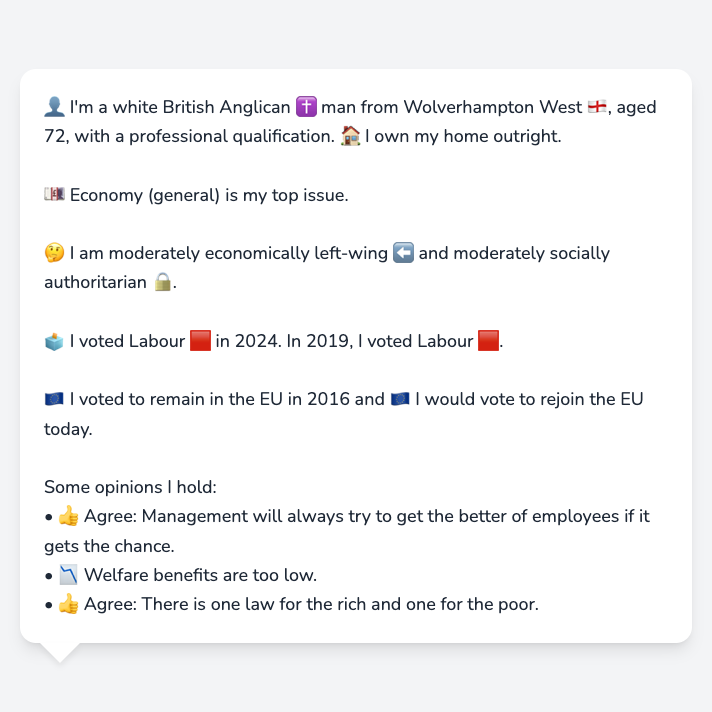 👤 I'm a white British Anglican ✝️ man from Wolverhampton West 🏴󠁧󠁢󠁥󠁮󠁧󠁿, aged
72, with a professional qualification. 🏠 I own my home outright.
💷 Economy (general) is my top issue.
🤔 I am moderately economically left-wing ⬅️ and moderately socially
authoritarian 🔒.
🗳️ I voted Labour 🟥 in 2024. In 2019, I voted Labour 🟥.
🇪🇺 I voted to remain in the EU in 2016 and 🇪🇺 I would vote to rejoin the EU
today.
Some opinions I hold:
• 👍 Agree: Management will always try to get the better of employees if it
gets the chance.
• 📉 Welfare benefits are too low.
• 👍 Agree: There is one law for the rich and one for the poor.